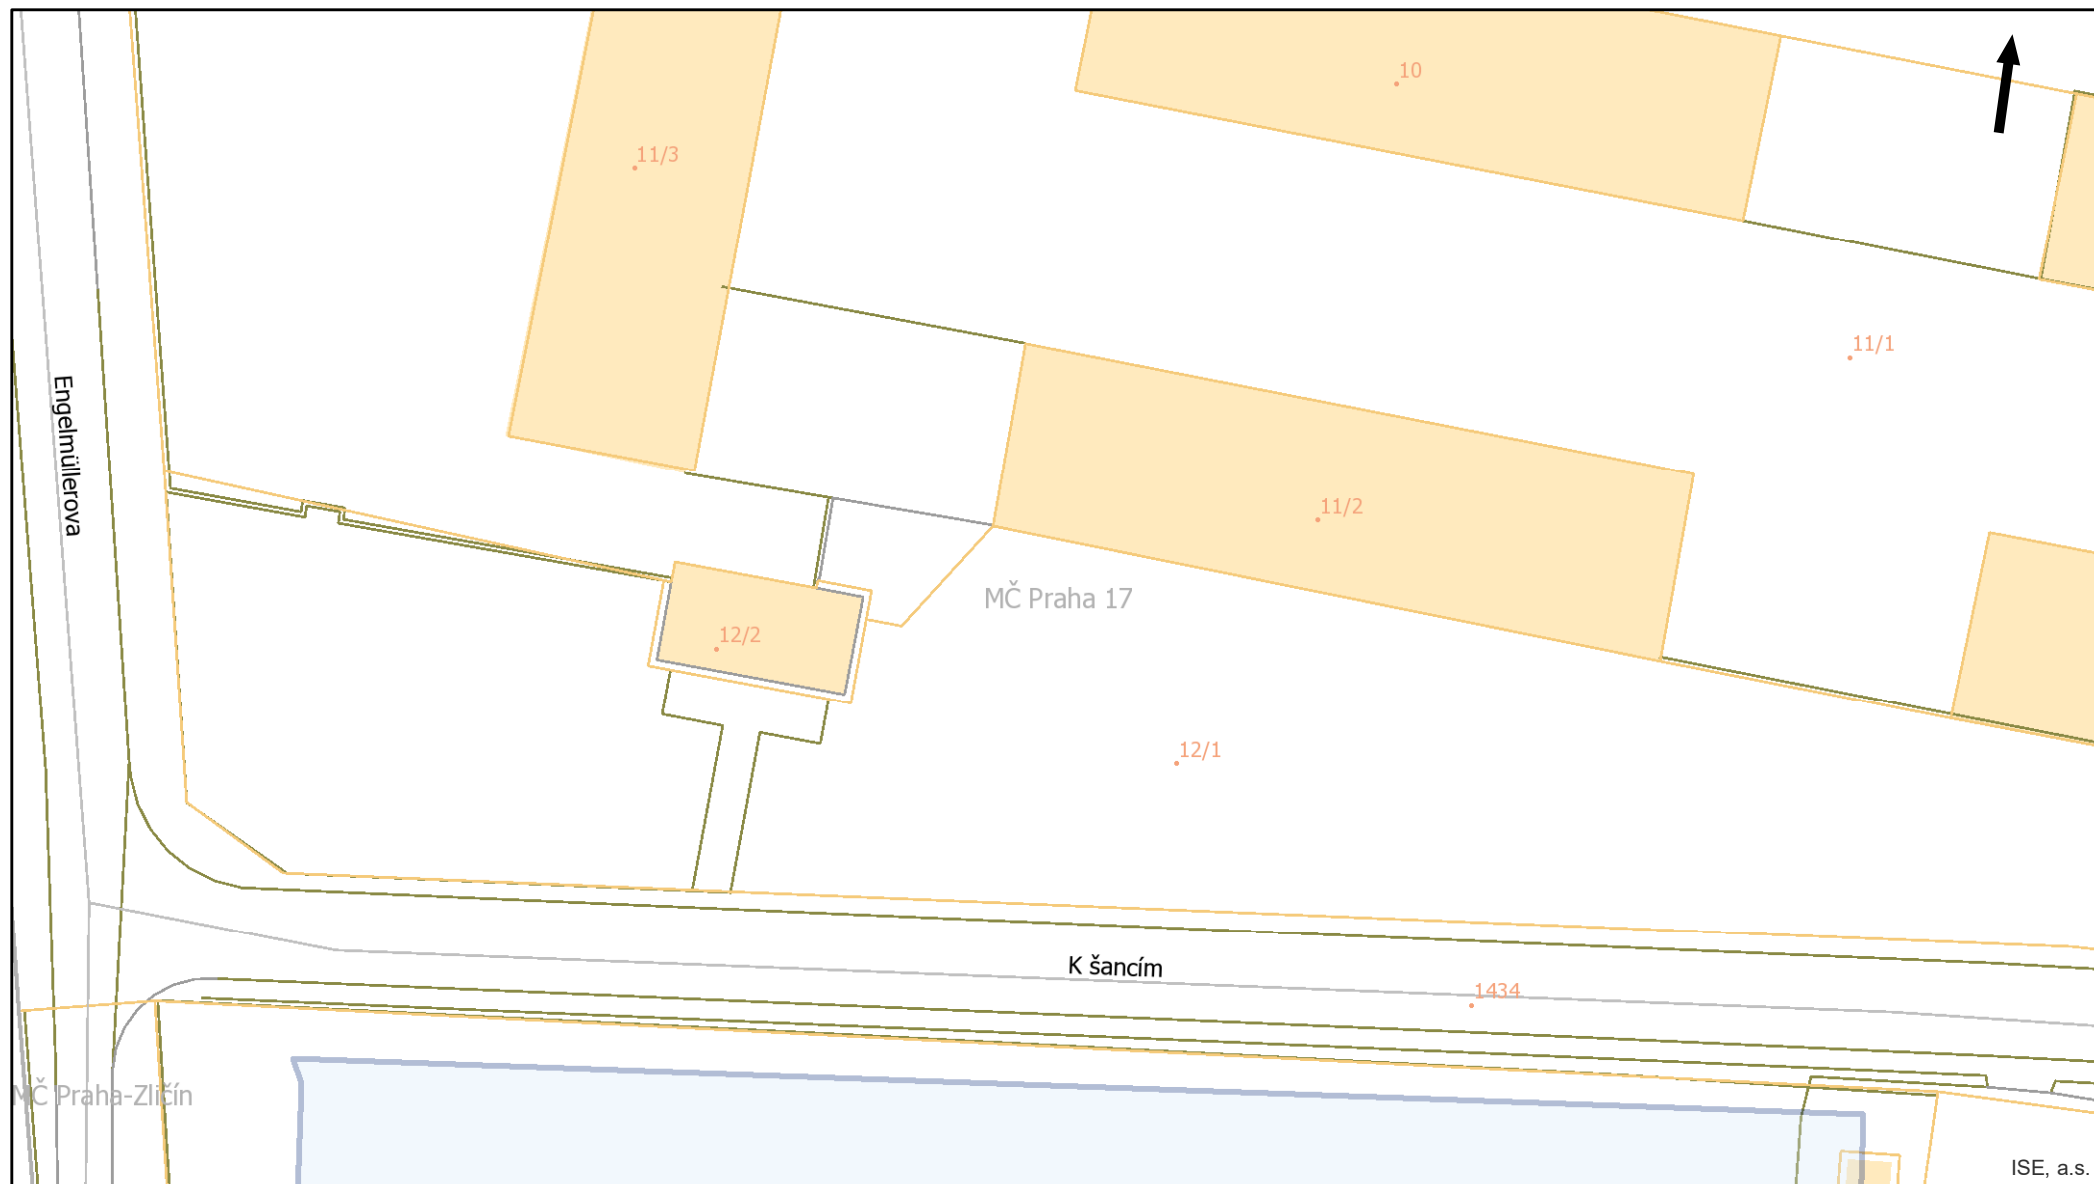 10
11/3
11/1
Engelmüllerova
11/2
MČ Praha 17
12/2
12/1
K šancím
1434
MČ Praha-Zličín
ISE, a.s.